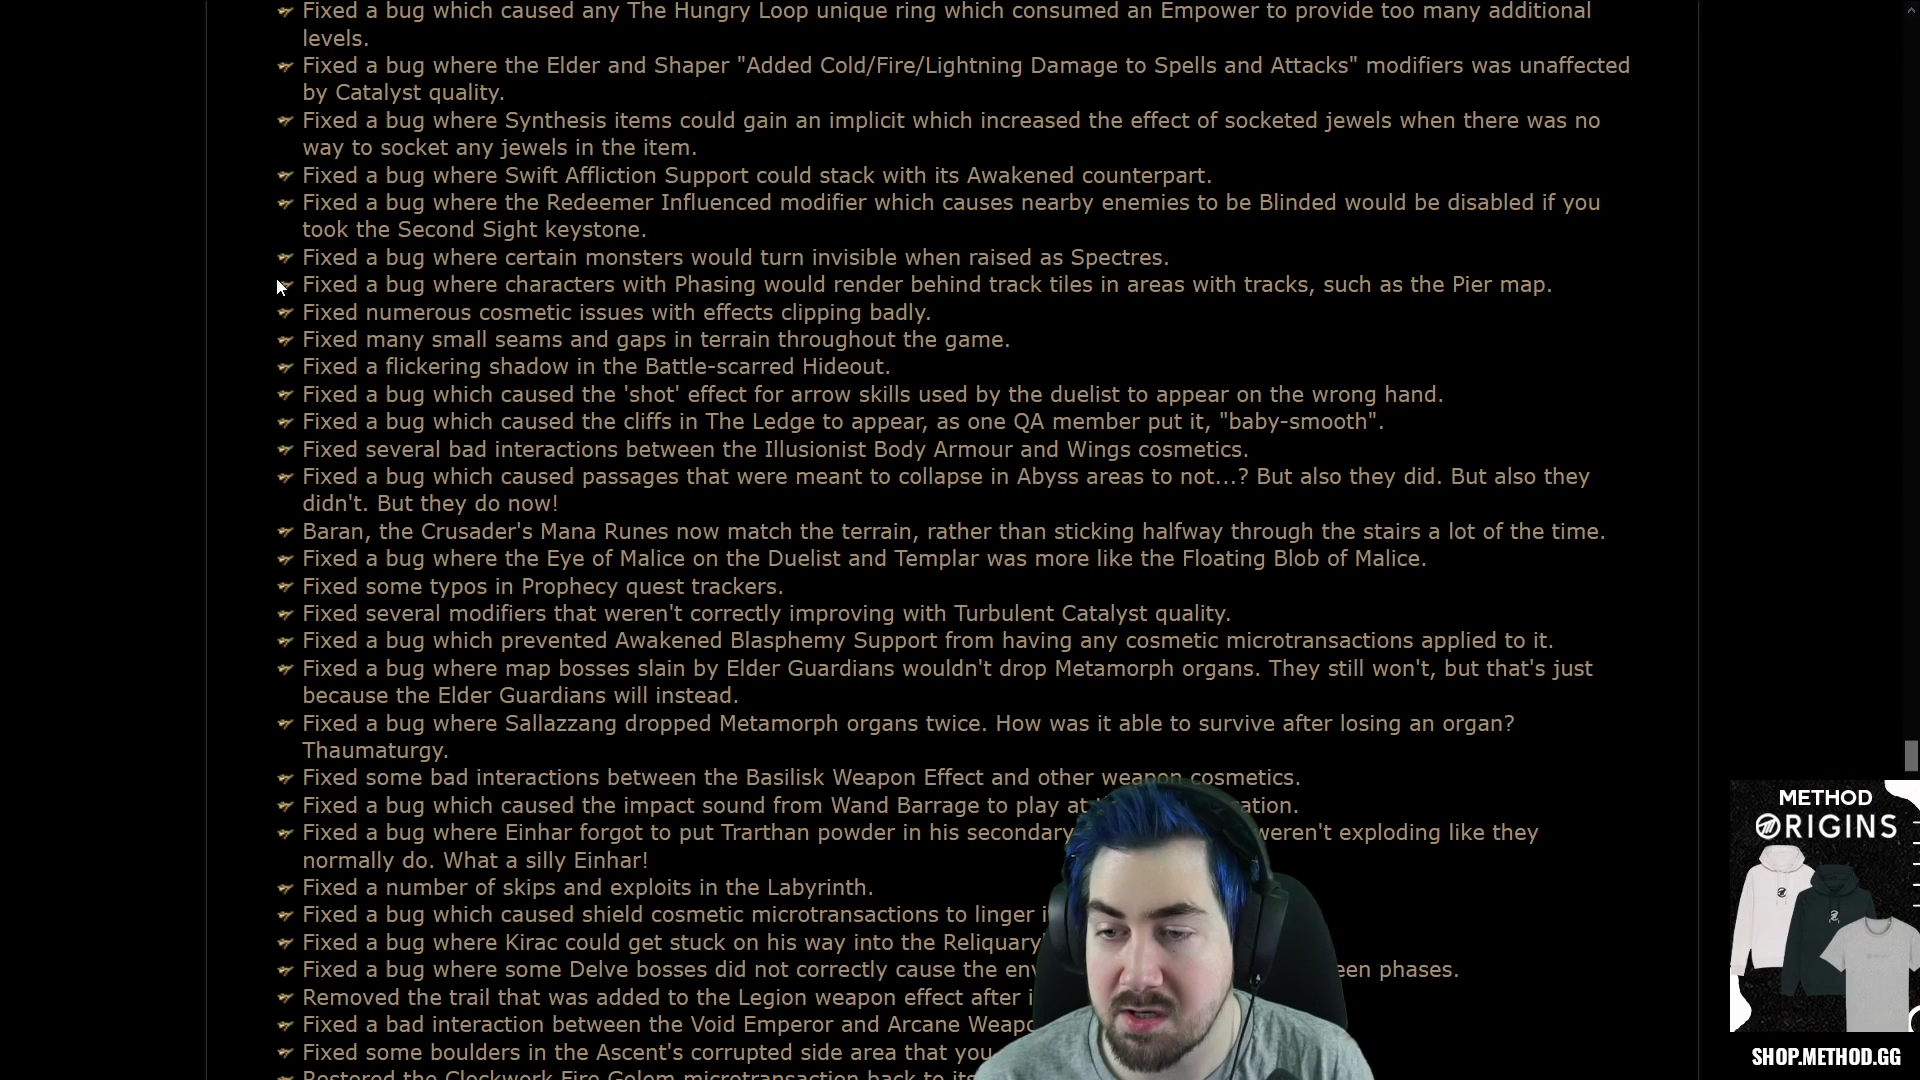 Fixed a bug which caused any The Hungry Loop unique ring which consumed an Empower to provide too many additional
levels.
Fixed a bug where the Elder and Shaper "Added Cold/Fire/Lightning Damage to Spells and Attacks" modifiers was unaffected
by Catalyst quality.
Fixed a bug where Synthesis items could gain an implicit which increased the effect of socketed jewels when there was no
way to socket any jewels in the item.
Fixed a bug where Swift Affliction Support could stack with its Awakened counterpart.
Fixed a bug where the Redeemer Influenced modifier which causes nearby enemies to be Blinded would be disabled if you
took the Second Sight keystone.
Fixed a bug where certain monsters would turn invisible when raised as Spectres.
Fixed a bug where characters with Phasing would render behind track tiles in areas with tracks, such as the Pier map.
Fixed numerous cosmetic issues with effects clipping badly.
Fixed many small seams and gaps in terrain throughout the game.
Fixed a flickering shadow in the Battle-scarred Hideout.
Fixed a bug which caused the 'shot' effect for arrow skills used by the duelist to appear on the wrong hand.
Fixed a bug which caused the cliffs in The Ledge to appear, as one QA member put it, "baby-smooth".
Fixed several bad interactions between the Illusionist Body Armour and Wings cosmetics.
Fixed a bug which caused passages that were meant to collapse in Abyss areas to not...? But also they did. But also they
didn't. But they do now!
Baran, the Crusader's Mana Runes now match the terrain, rather than sticking halfway through the stairs a lot of the time.
Fixed a bug where the Eye of Malice on the Duelist and Templar was more like the Floating Blob of Malice.
Fixed some typos in Prophecy quest trackers.
Fixed several modifiers that weren't correctly improving with Turbulent Catalyst quality.
Fixed a bug which prevented Awakened Blasphemy Support from having any cosmetic microtransactions applied to it.
Fixed a bug where map bosses slain by Elder Guardians wouldn't drop Metamorph organs. They still won't, but that's just
because the Elder Guardians will instead.
Fixed a bug where Sallazzang dropped Metamorph organs twice. How was it able to survive after losing an organ?
Thaumaturgy.
Fixed some bad interactions between the Basilisk Weapon Effect and other weapon cosmetics.
Fixed a bug which caused the impact sound from Wand Barrage to play at
Fixed a bug where Einhar forgot to put Trarthan powder in his secondary weren't exploding like they
normally do. What a silly Einhar!
Fixed a number of skips and exploits in the Labyrinth.
Fixed a bug which caused shield cosmetic microtransactions to linger
Fixed a bug where Kirac could get stuck on his way into the Reliquary
Fixed a bug where some Delve bosses did not correctly cause the phases.
Removed the trail that was added to the Legion weapon effect after
Fixed a bad interaction between the Void Emperor and Arcane
Fixed some boulders in the Ascent's corrupted side area that you
Restored the Clockwork Fire Golem microtransaction back to its
METHOD
ORIGINS
SHOP.METHOD.GG